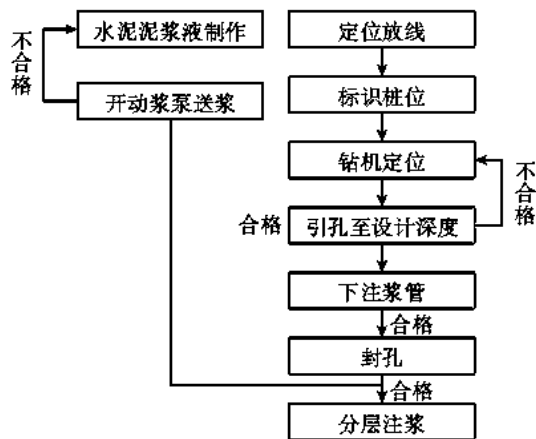 水泥泥浆液制作
开动浆泵送浆
不合格
定位放线
标识桩位
钻机定位
不合格
合格
引孔至设计深度
下注浆管
合格
封孔
合格
分层注浆